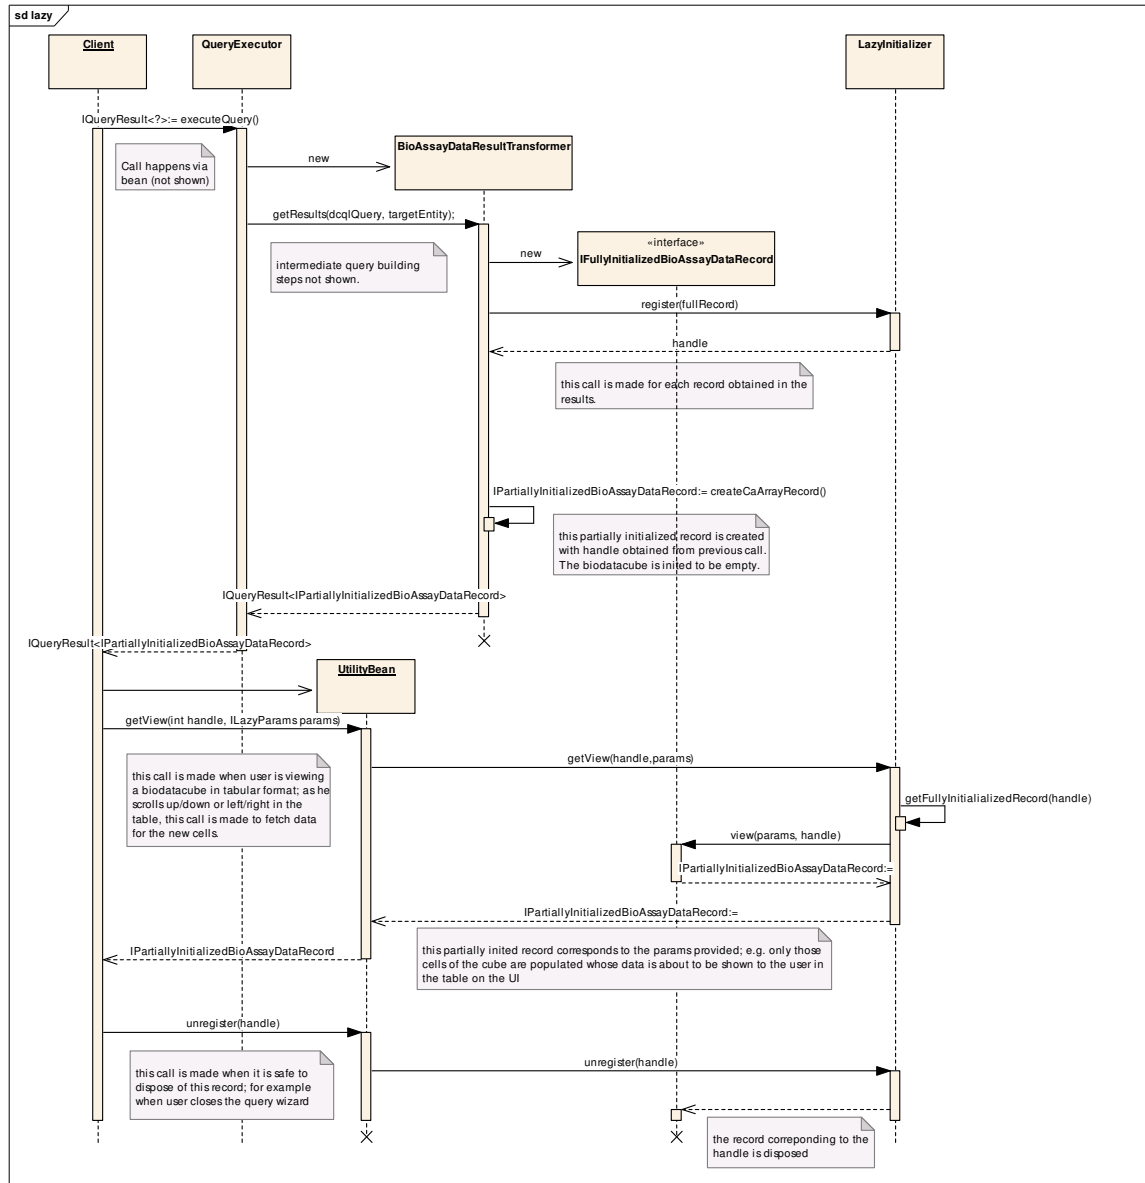 sd lazy
Client
QueryExecutor
LazyInitializer
IQueryResult<?>:= executeQuery()
Call happens via
bean (not shown)
new
BioAssayDataResultTransformer
getResults(dcqlQuery, targetEntity);
intermediate query building
steps not shown.
new
«interface»
IFullyInitializedBioAssayDataRecord
register(fullRecord)
handle
this call is made for each record obtained in the
results.
IPartiallyInitializedBioAssayDataRecord:= createCaArrayRecord()
this partially initialized record is created
with handle obtained from previous call.
The biodatacube is inited to be empty.
IQueryResult<IPartiallyInitializedBioAssayDataRecord>
IQueryResult<IPartiallyInitializedBioAssayDataRecord>
UtilityBean
getView(int handle, ILazyParams params)
this call is made when user is viewing
a biodatacube in tabular format; as he
scrolls up/down or left/right in the
table, this call is made to fetch data
for the new cells.
getView(handle,params)
getFullyInitialializedRecord(handle)
view(params, handle)
IPartiallyInitializedBioAssayDataRecord:=
IPartiallyInitializedBioAssayDataRecord:=
this partially inited record corresponds to the params provided; e.g. only those
cells of the cube are populated whose data is about to be shown to the user in
the table on the UI
IPartiallyInitializedBioAssayDataRecord
unregister(handle)
this call is made when it is safe to
dispose of this record; for example
when user closes the query wizard
unregister(handle)
the record correponding to the
handle is disposed